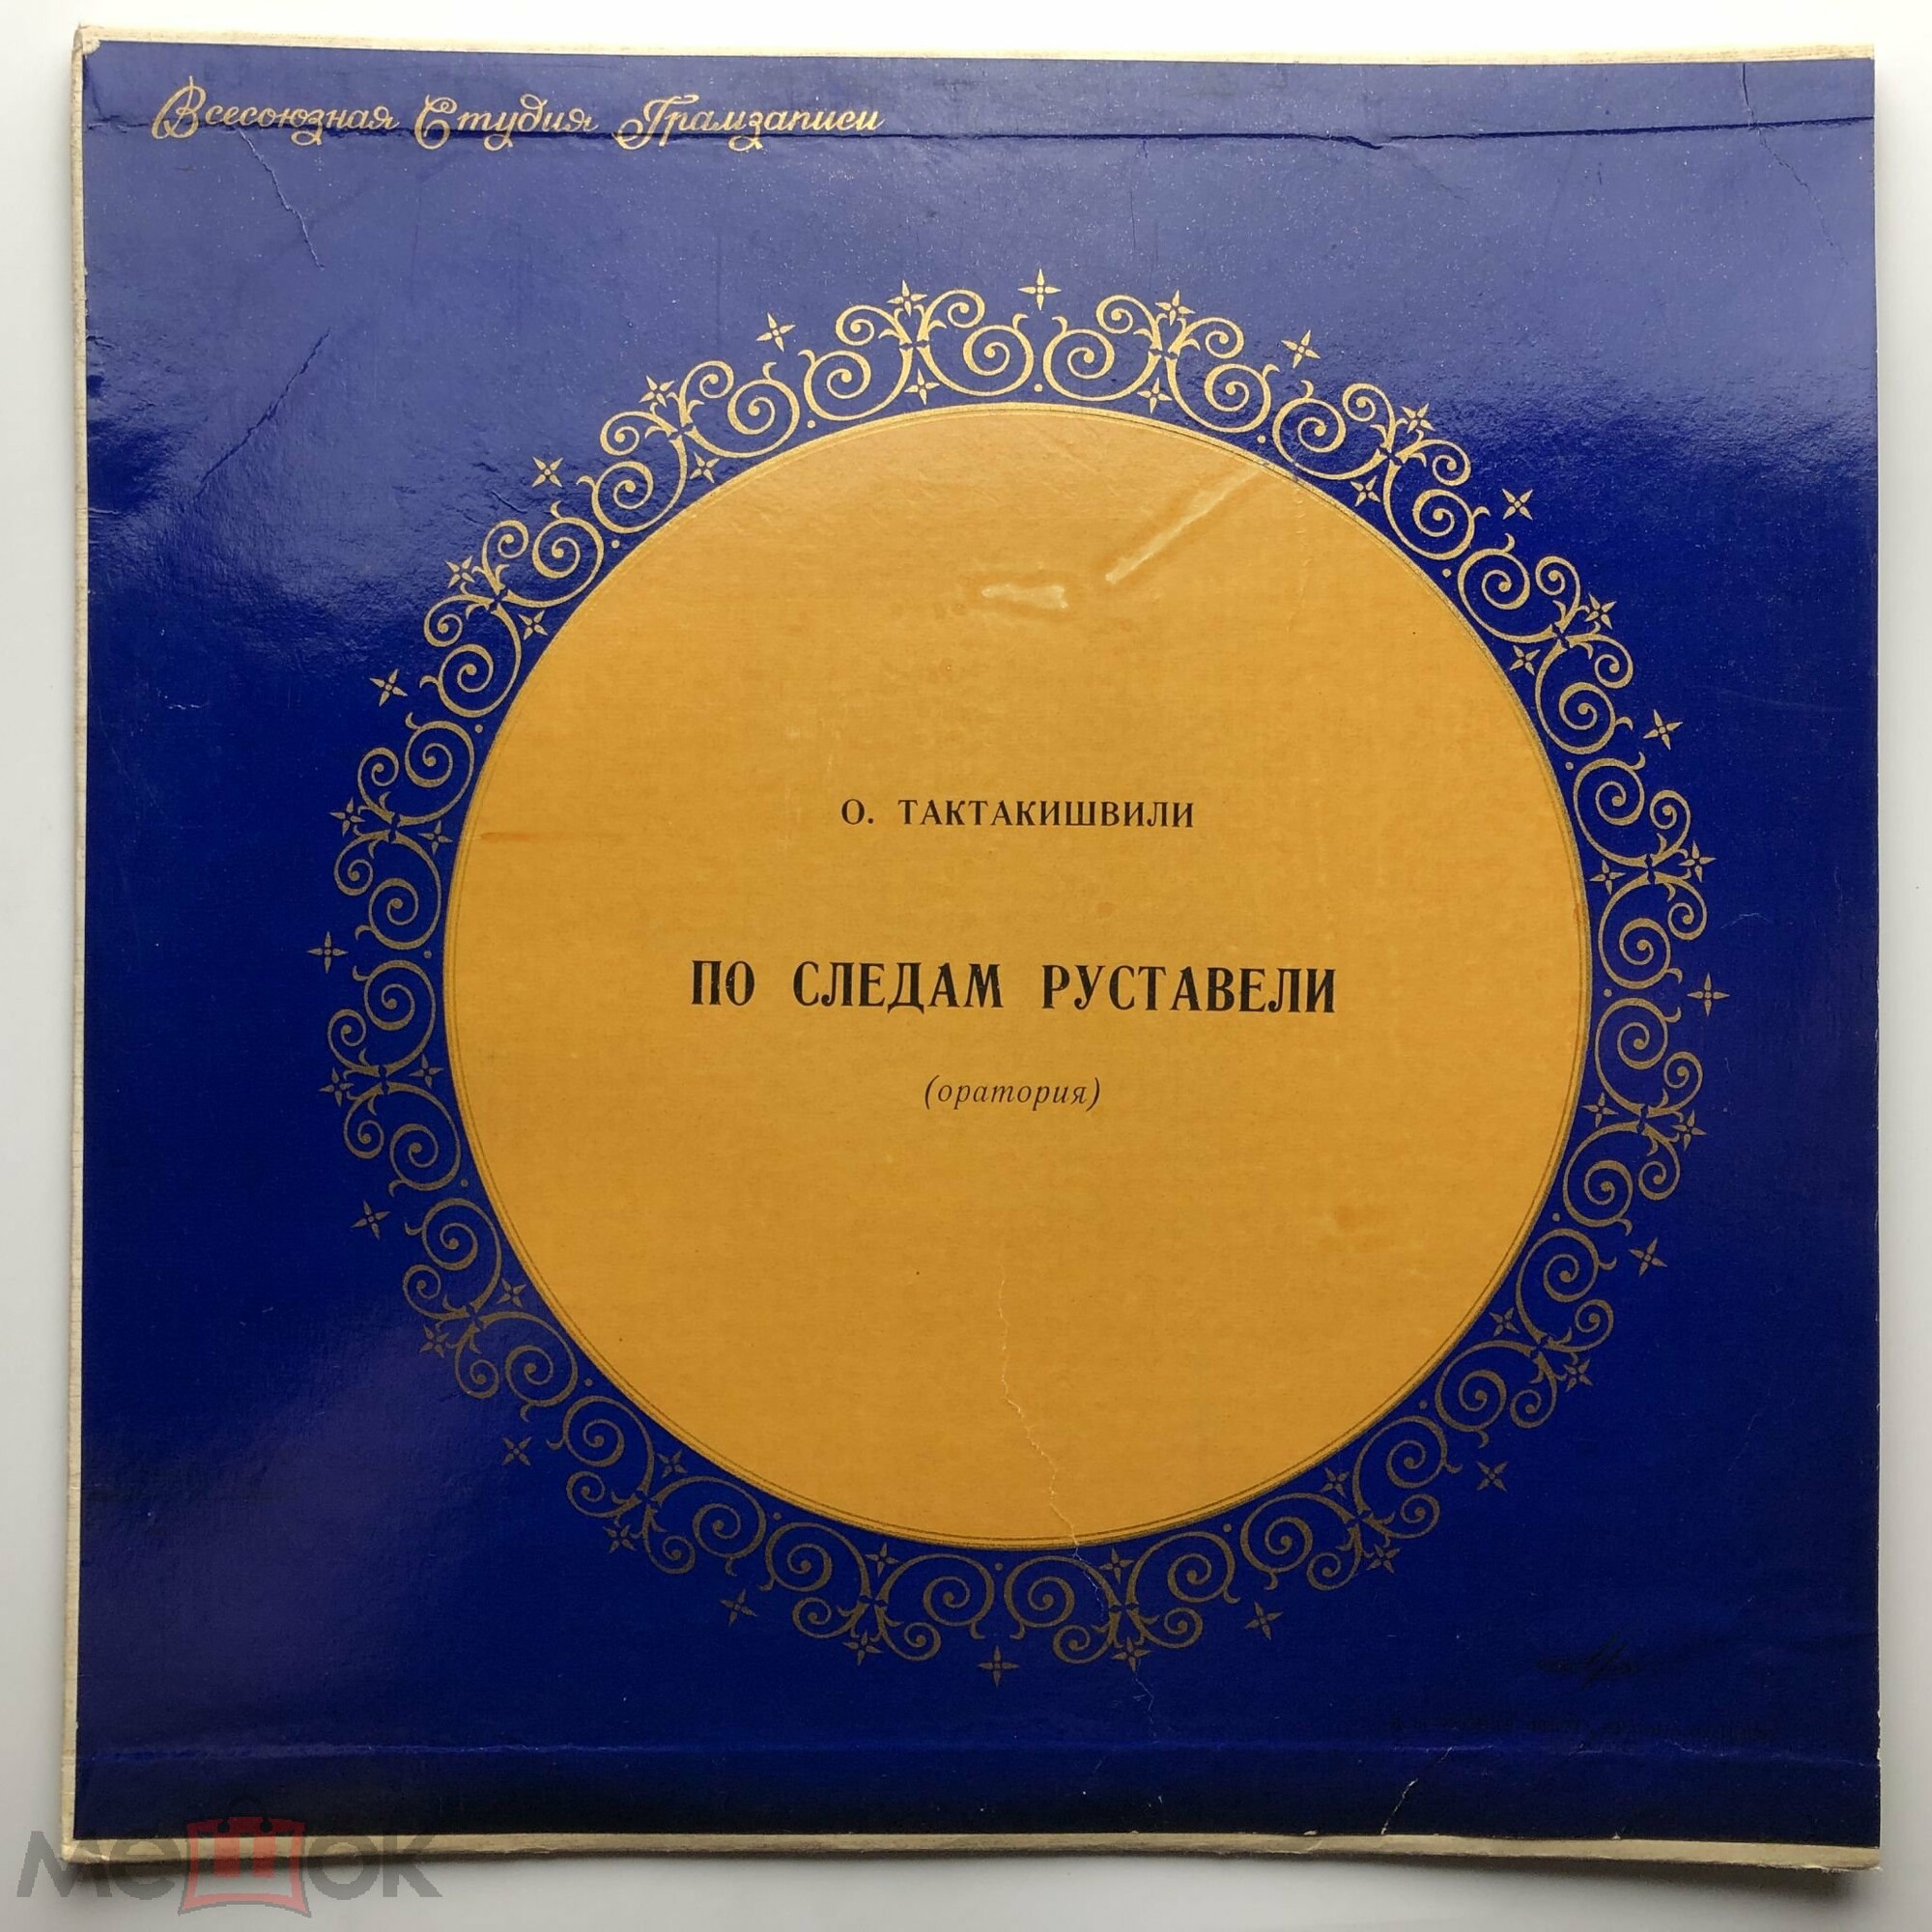 Всесоюзная Студия Грамзаписи
О. ТАКТАКИШВИЛИ
ПО СЛЕДАМ РУСТАВЕЛИ
(оратория)
мешок